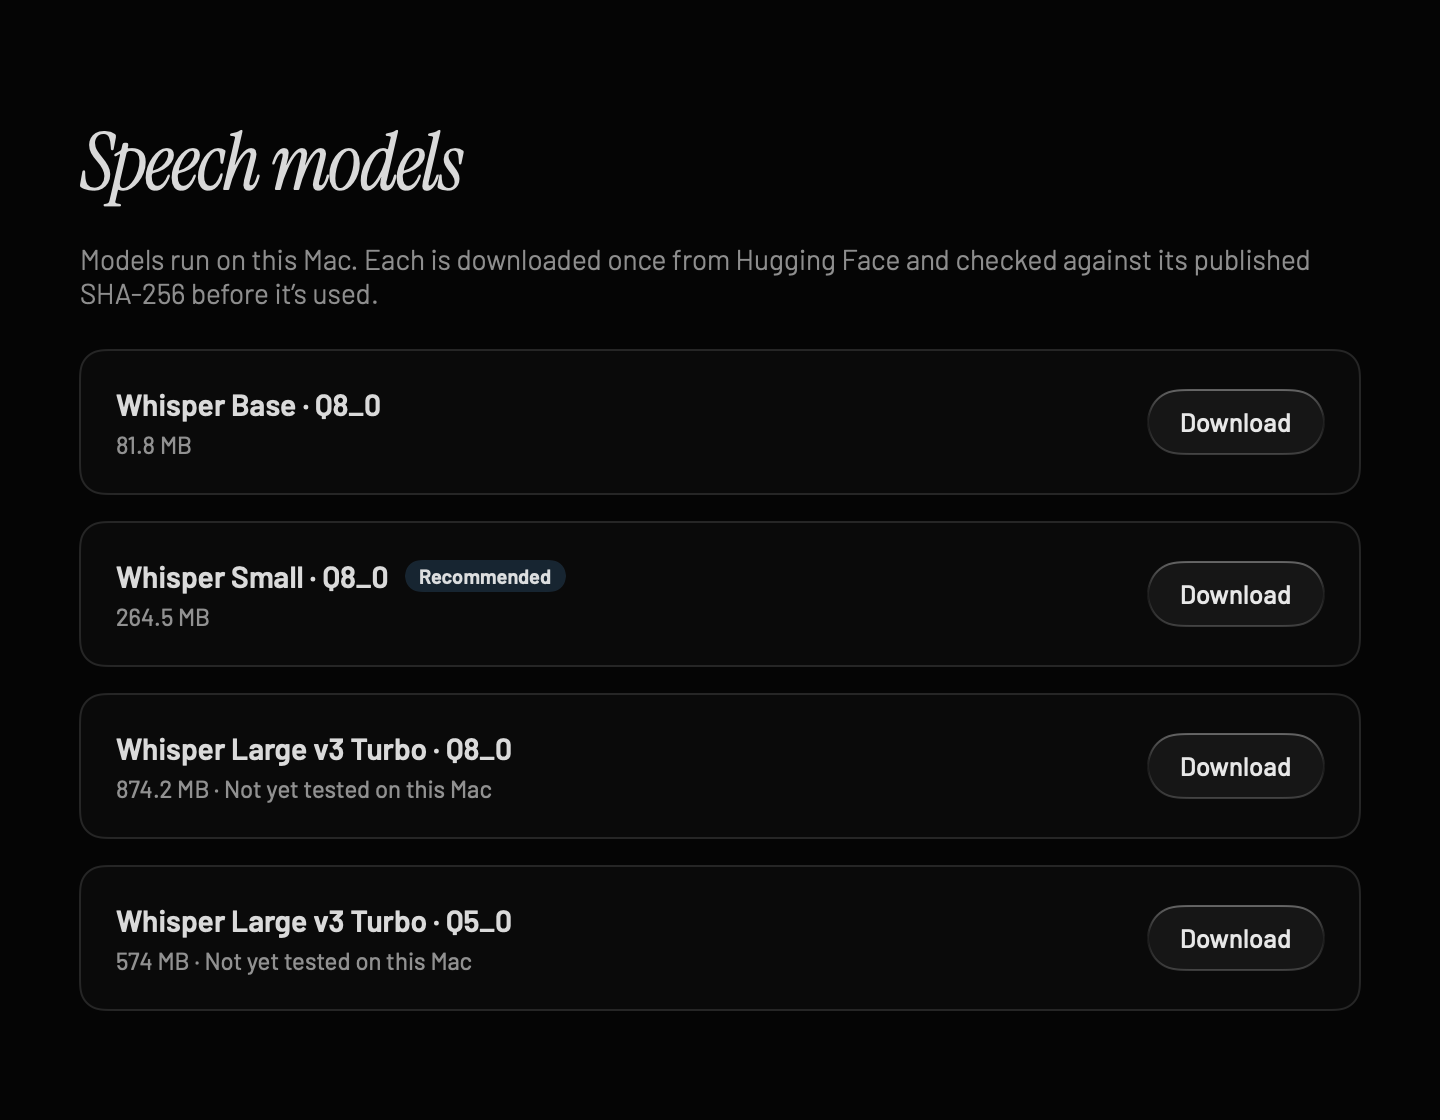 Speech models
Models run on this Mac. Each is downloaded once from Hugging Face and checked against its published
SHA-256 before it’s used.
Whisper Base · Q8_0
81.8 MB
Download
Whisper Small · Q8_0 Recommended
264.5 MB
Download
Whisper Large v3 Turbo · Q8_0
874.2 MB · Not yet tested on this Mac
Download
Whisper Large v3 Turbo · Q5_0
574 MB · Not yet tested on this Mac
Download